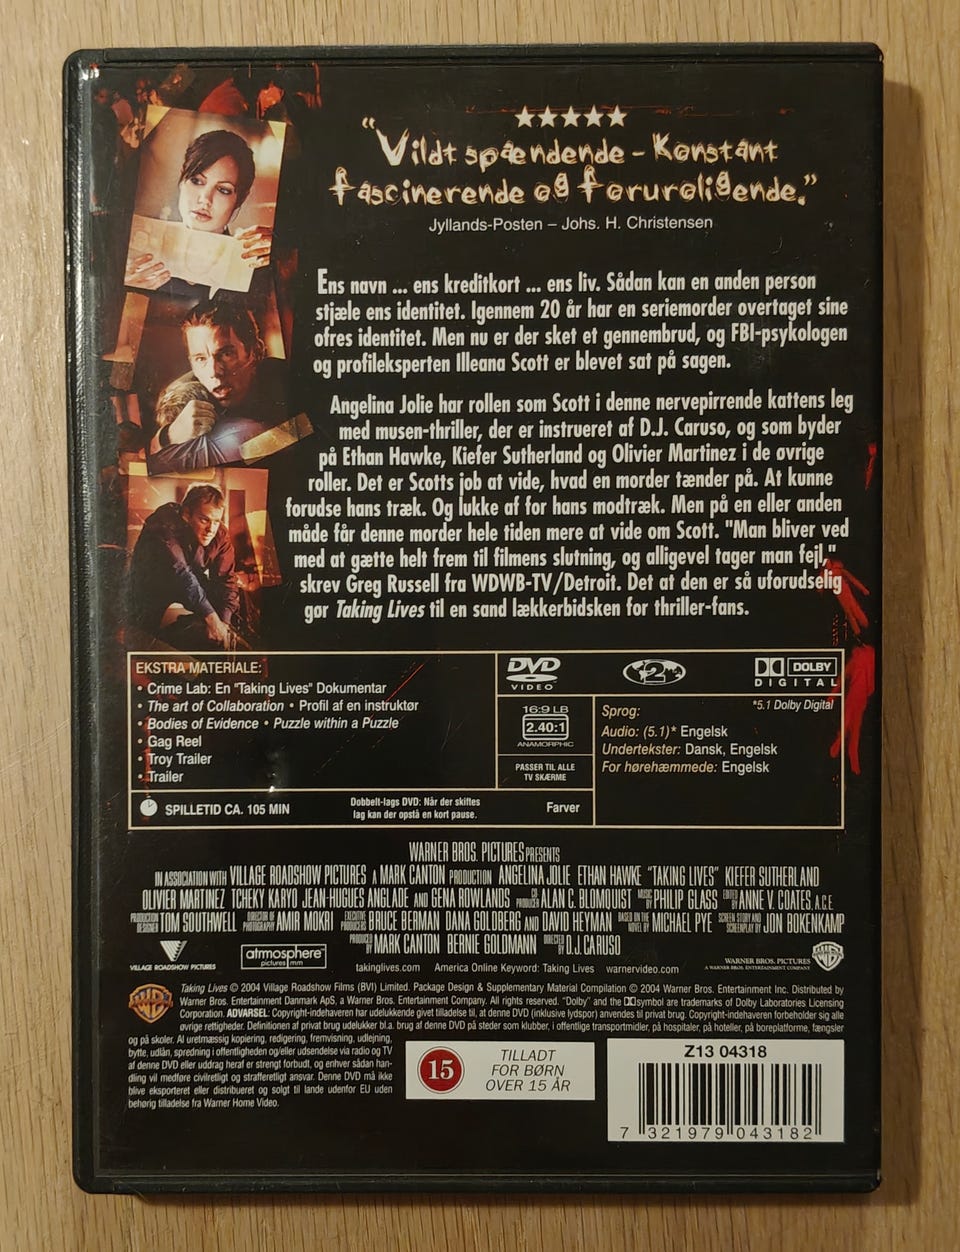 ★★★★★
"Vildt spændende – Konstant
fascinerende og foruroligende."
Jyllands-Posten – Johs. H. Christensen
Ens navn ... ens kreditkort ... ens liv. Sådan kan en anden person
stjæle ens identitet. Igennem 20 år har en seriemorder overtaget sine
ofres identitet. Men nu er der sket et gennembrud, og FBI-psykologen
og profileksperten Illeana Scott er blevet sat på sagen.
Angelina Jolie har rollen som Scott i denne nervepirrende kattens leg
med musen-thriller, der er instrueret af D.J. Caruso, og som byder
på Ethan Hawke, Kiefer Sutherland og Olivier Martinez i de øvrige
roller. Det er Scotts job at vide, hvad en morder tænder på. At kunne
forudse hans træk. Og lukke af for hans modtræk. Men på en eller anden
måde får denne morder hele tiden mere at vide om Scott. "Man bliver ved
med at gætte helt frem til filmens slutning, og alligevel tager man fejl,"
skrev Greg Russell fra WDWB-TV/Detroit. Det at den er så uforudselig
gør Taking Lives til en sand lækkerbidsken for thriller-fans.
EKSTRA MATERIALE:
• Crime Lab: En "Taking Lives" Dokumentar
• The art of Collaboration • Profil af en instruktør
• Bodies of Evidence • Puzzle within a Puzzle
• Gag Reel
• Troy Trailer
• Trailer
SPILLETID CA. 105 MIN
Dobbelt-lags DVD: Når der skiftes
lag kan der opstå en kort pause.
Farver
DVD
VIDEO
2
DOLBY
DIGITAL
16:9 LB
2.40:1
ANAMORPHIC
PASSER TIL ALLE
TV SKÆRME
*5.1 Dolby Digital
Sprog:
Audio: (5.1)* Engelsk
Undertekster: Dansk, Engelsk
For hørehæmmede: Engelsk
WARNER BROS. PICTURES PRESENTS
IN ASSOCIATION WITH VILLAGE ROADSHOW PICTURES A MARK CANTON PRODUCTION ANGELINA JOLIE ETHAN HAWKE "TAKING LIVES" KIEFER SUTHERLAND
OLIVIER MARTINEZ TCHEKY KARYO JEAN-HUGUES ANGLADE AND GENA ROWLANDS CO-PRODUCER ALAN C. BLOMQUIST MUSIC BY PHILIP GLASS EDITED BY ANNE V. COATES, A.C.E.
PRODUCTION DESIGNER TOM SOUTHWELL DIRECTOR OF PHOTOGRAPHY AMIR MOKRI EXECUTIVE PRODUCERS BRUCE BERMAN DANA GOLDBERG AND DAVID HEYMAN BASED ON THE NOVEL BY MICHAEL PYE SCREEN STORY AND SCREENPLAY BY JON BOKENKAMP
PRODUCED BY MARK CANTON BERNIE GOLDMANN DIRECTED BY D.J. CARUSO
VILLAGE ROADSHOW PICTURES
atmosphere
pictures mm
takinglives.com America Online Keyword: Taking Lives warnervideo.com
WARNER BROS. PICTURES
A WARNER BROS. ENTERTAINMENT COMPANY
Taking Lives © 2004 Village Roadshow Films (BVI) Limited. Package Design & Supplementary Material Compilation © 2004 Warner Bros. Entertainment Inc. Distributed by
Warner Bros. Entertainment Danmark ApS, a Warner Bros. Entertainment Company. All rights reserved. "Dolby" and the DD symbol are trademarks of Dolby Laboratories Licensing
Corporation. ADVARSEL: Copyright-indehaveren har udelukkende givet tilladelse til, at denne DVD (inklusive lydspor) anvendes til privat brug. Copyright-indehaveren forbeholder sig alle
øvrige rettigheder. Definitionen af privat brug udelukker bl.a. brug af denne DVD på steder som klubber, i offentlige transportmidler, på hospitaler, på hoteller, på boreplatforme, fængsler
og på skoler. Al uretmæssig kopiering, redigering, fremvisning, udlejning,
bytte, udlån, spredning i offentligheden og/eller udsendelse via radio og TV
af denne DVD eller uddrag heraf er strengt forbudt, og enhver sådan han-
dling vil medføre civilretligt og strafferetligt ansvar. Denne DVD må ikke
blive eksporteret eller distribueret og solgt til lande udenfor EU uden
behørig tilladelse fra Warner Home Video.
15
TILLADT
FOR BØRN
OVER 15 ÅR
Z13 04318
7 321979 043182